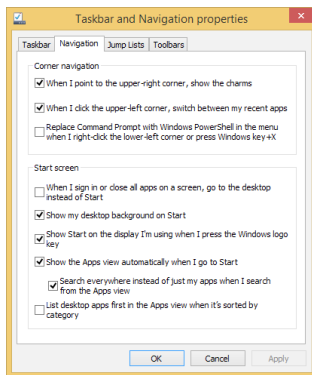 Taskbar and Navigation properties
Taskbar Navigation Jump Lists Toolbars
Corner navigation
When I point to the upper-right corner, show the charms
When I click the upper-left corner, switch between my recent apps
Replace Command Prompt with Windows PowerShell in the menu
when I right-click the lower-left corner or press Windows key+X
Start screen
When I sign in or close all apps on a screen, go to the desktop
instead of Start
Show my desktop background on Start
Show Start on the display I'm using when I press the Windows logo
key
Show the Apps view automatically when I go to Start
Search everywhere instead of just my apps when I search
from the Apps view
List desktop apps first in the Apps view when it's sorted by
category
OK Cancel Apply